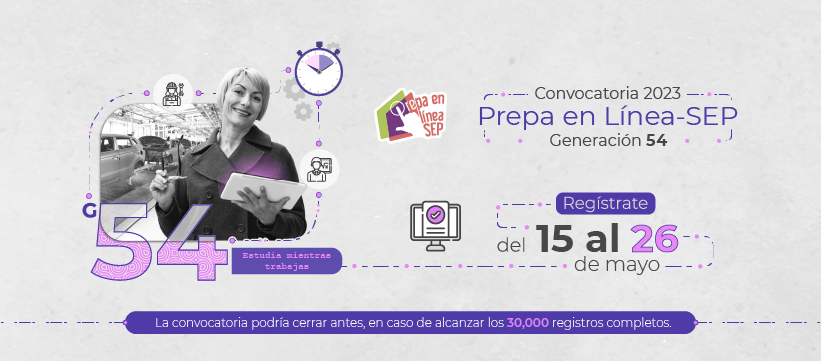 Convocatoria 2023
Prepa en Línea-SEP
Generación 54
Prepa en
línea
SEP
Regístrate
del 15 al 26
de mayo
G
54
Estudia mientras
trabajas
La convocatoria podría cerrar antes, en caso de alcanzar los 30,000 registros completos.